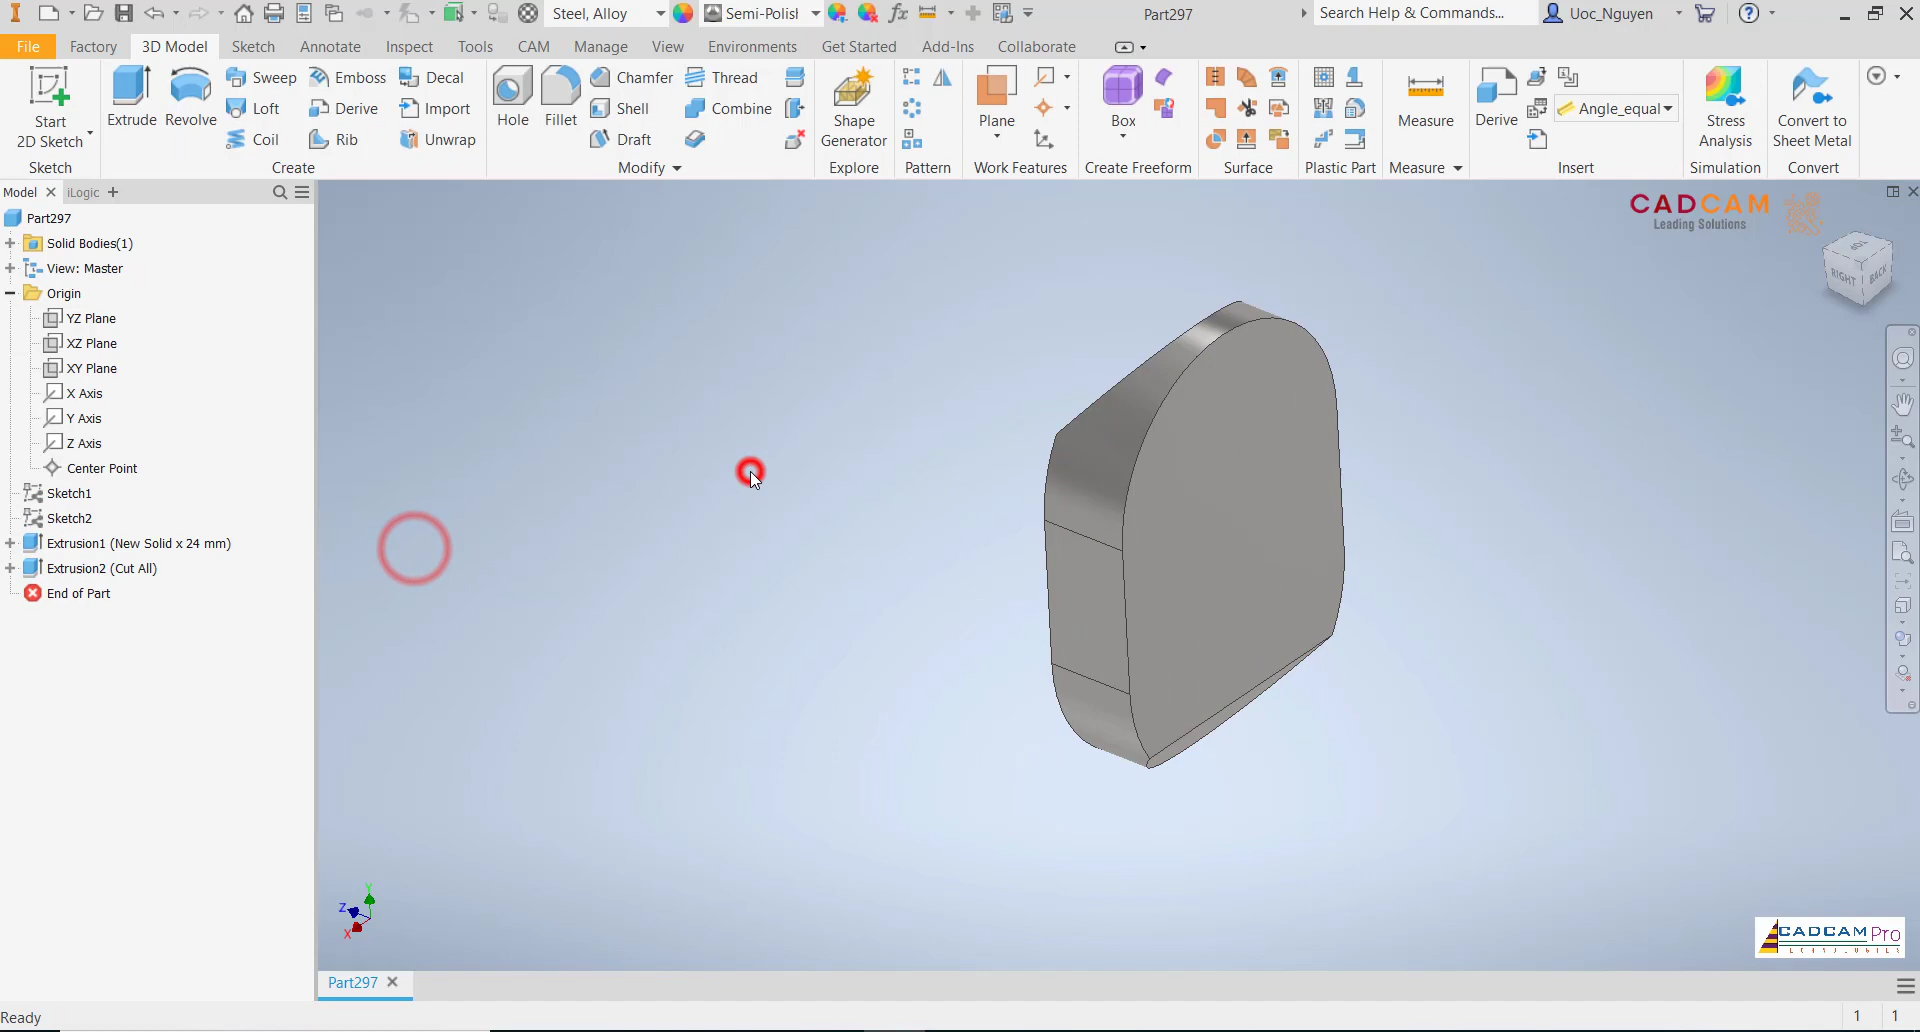 Steel, Alloy
Semi-Polisl
Part297
Search Help & Commands...
Uoc_Nguyen
File
Factory
3D Model
Sketch
Annotate
Inspect
Tools
CAM
Manage
View
Environments
Get Started
Add-Ins
Collaborate
Start
2D Sketch
Extrude
Revolve
Sweep
Loft
Coil
Emboss
Derive
Rib
Decal
Import
Unwrap
Hole
Fillet
Chamfer
Shell
Draft
Thread
Combine
Shape
Generator
Plane
Box
Measure
Derive
Angle_equal
Stress
Analysis
Convert to
Sheet Metal
Sketch
Create
Modify
Explore
Pattern
Work Features
Create Freeform
Surface
Plastic Part
Measure
Insert
Simulation
Convert
Model
iLogic
Part297
Solid Bodies(1)
View: Master
Origin
YZ Plane
XZ Plane
XY Plane
X Axis
Y Axis
Z Axis
Center Point
Sketch1
Sketch2
Extrusion1 (New Solid x 24 mm)
Extrusion2 (Cut All)
End of Part
CADCAM
Leading Solutions
TOP
RIGHT
BACK
Y
Z
X
CADCAM Pro
Part297
Ready
1
1